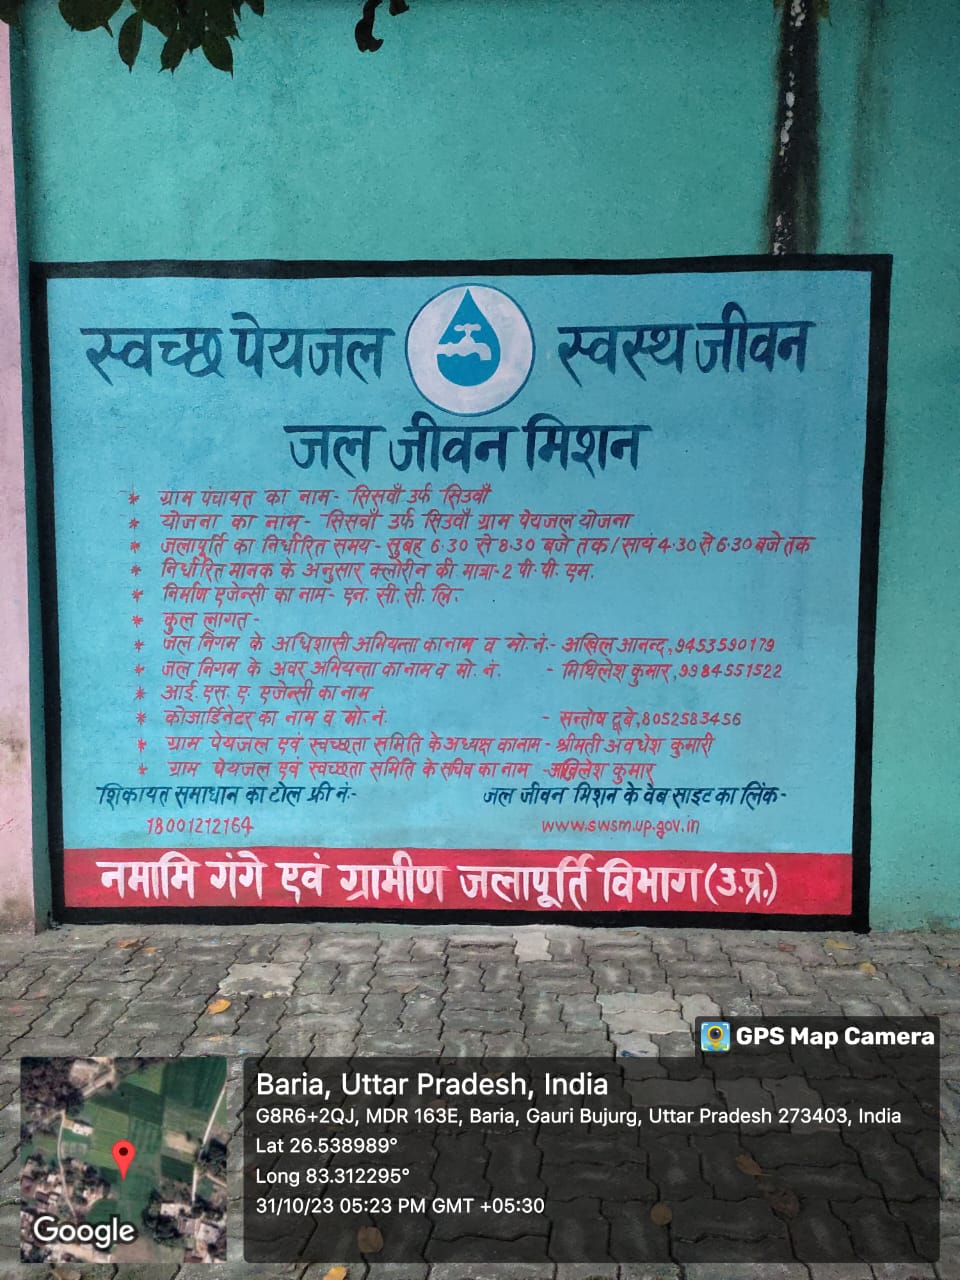 स्वच्छ पेयजल स्वस्थ जीवन
जल जीवन मिशन
* ग्राम पंचायत का नाम- सिसवाँ उर्फ सिउवाँ
* योजना का नाम- सिसवाँ उर्फ सिउवाँ ग्राम पेयजल योजना
* जलापूर्ति का निर्धारित समय- सुबह 6.30 से 8.30 बजे तक/सायं 4.30 से 6.30 बजे तक
* निर्धारित मानक के अनुसार क्लोरीन की मात्रा-2 पी. पी. एम.
* निर्माण एजेन्सी का नाम- एन. सी. सी. लि.
* कुल लागत-
* जल निगम के अधिशासी अभियन्ता का नाम व मो. नं.- अखिल आनन्द, 9453590179
* जल निगम के अवर अभियन्ता का नाम व मो. नं. - मिथिलेश कुमार, 9984551522
* आई. एस. ए. एजेन्सी का नाम
* कोआर्डिनेटर का नाम व मो. नं. - सन्तोष दूबे, 8052583456
* ग्राम पेयजल एवं स्वच्छता समिति के अध्यक्ष का नाम- श्रीमती अवधेश कुमारी
* ग्राम पेयजल एवं स्वच्छता समिति के सचिव का नाम -अखिलेश कुमार
शिकायत समाधान का टोल फ्री नं.- जल जीवन मिशन के वेब साइट का लिंक-
18001212164 www.swsm.up.gov.in
नमामि गंगे एवं ग्रामीण जलापूर्ति विभाग (उ.प्र.)
GPS Map Camera
Baria, Uttar Pradesh, India
G8R6+2QJ, MDR 163E, Baria, Gauri Bujurg, Uttar Pradesh 273403, India
Lat 26.538989°
Long 83.312295°
31/10/23 05:23 PM GMT +05:30
Google